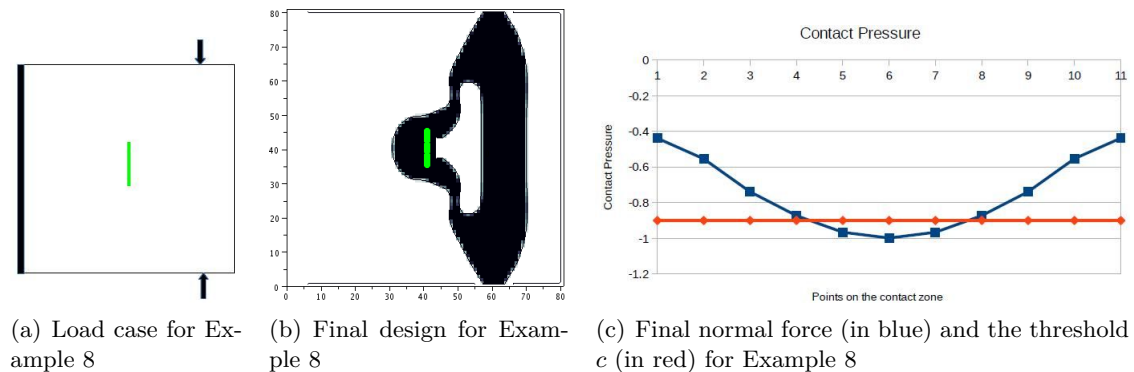 Contact Pressure
0
-0.2
-0.4
-0.6
-0.8
-1
-1.2
1 2 3 4 5 6 7 8 9 10 11
Contact Pressure
Points on the contact zone
80
70
60
50
40
30
20
10
0
0 10 20 30 40 50 60 70 80
(a) Load case for Ex-
ample 8
(b) Final design for Exam-
ple 8
(c) Final normal force (in blue) and the threshold
c (in red) for Example 8